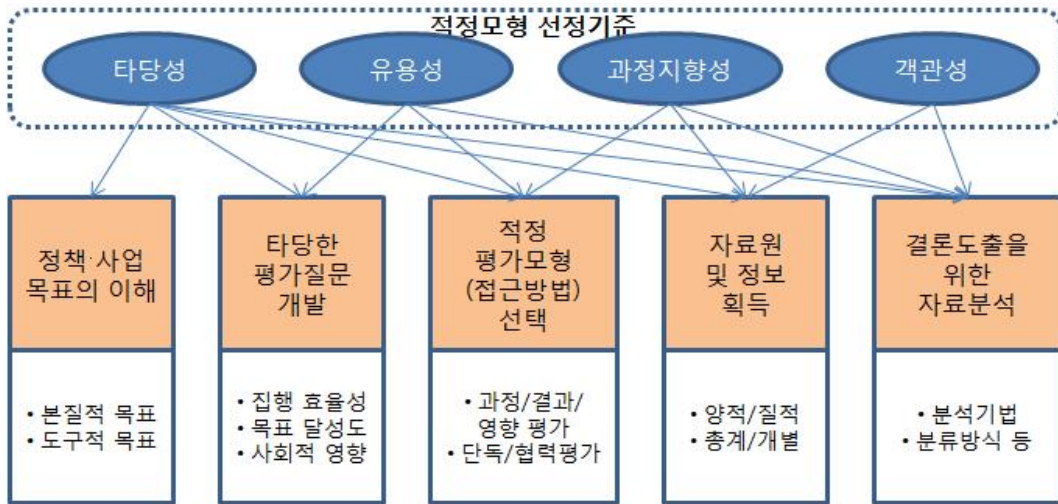 적정모형 선정기준
타당성
유용성
과정지향성
객관성
정책·사업
목표의 이해
• 본질적 목표
• 도구적 목표
타당한
평가질문
개발
• 집행 효율성
• 목표 달성도
• 사회적 영향
적정
평가모형
(접근방법)
선택
• 과정/결과/
영향 평가
• 단독/협력평가
자료원
및 정보
획득
• 양적/질적
• 총계/개별
결론도출을
위한
자료분석
• 분석기법
• 분류방식 등